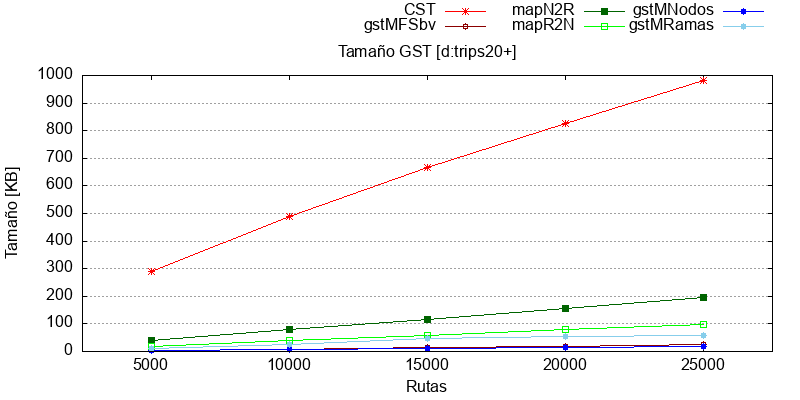 CST mapN2R gstMNodos
gstMFSbv mapR2N gstMRamas
Tamaño GST [d:trips20+]
1000
900
800
700
600
500
400
300
200
100
0
Tamaño [KB]
5000 10000 15000 20000 25000
Rutas